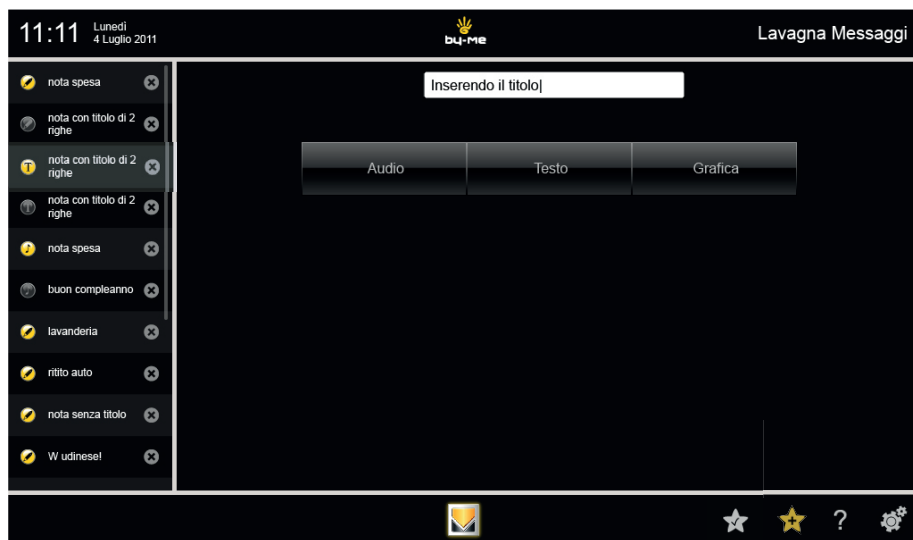 11:11
Lunedì
4 Luglio 2011
by-me
Lavagna Messaggi
nota spesa
nota con titolo di 2
righe
nota con titolo di 2
righe
nota con titolo di 2
righe
nota spesa
buon compleanno
lavanderia
ritito auto
nota senza titolo
W udinese!
Inserendo il titolo
Audio
Testo
Grafica
T
?